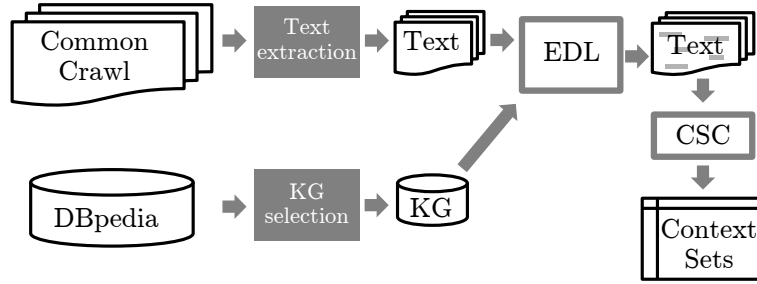 Common
Crawl
Text
extraction
Text
EDL
Text
CSC
DBpedia
KG
selection
KG
Context
Sets